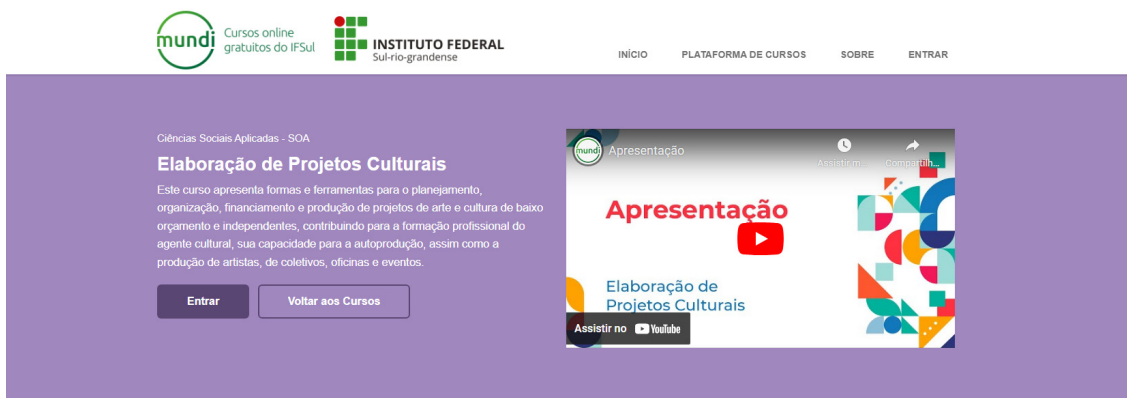 mundi
Cursos online
gratuitos do IFSul
INSTITUTO FEDERAL
Sul-rio-grandense
INÍCIO
PLATAFORMA DE CURSOS
SOBRE
ENTRAR
Ciências Sociais Aplicadas - SOA
Elaboração de Projetos Culturais
Este curso apresenta formas e ferramentas para o planejamento,
organização, financiamento e produção de projetos de arte e cultura de baixo
orçamento e independentes, contribuindo para a formação profissional do
agente cultural, sua capacidade para a autoprodução, assim como a
produção de artistas, de coletivos, oficinas e eventos.
Entrar
Voltar aos Cursos
mundi
Apresentação
Assistir m...
Compartilh...
Apresentação
Elaboração de
Projetos Culturais
Assistir no YouTube